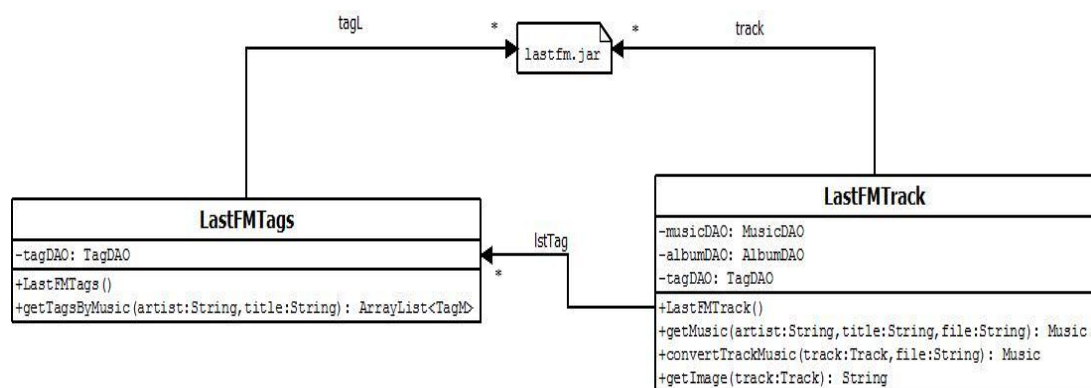 tagL
*
*
track
lastfm.jar
LastFMTags
-tagDAO: TagDAO
+LastFMTags()
+getTagsByMusic(artist:String,title:String): ArrayList<TagM>
lstTag
*
LastFMTrack
-musicDAO: MusicDAO
-albumDAO: AlbumDAO
-tagDAO: TagDAO
+LastFMTrack()
+getMusic(artist:String,title:String,file:String): Music
+convertTrackMusic(track:Track,file:String): Music
+getImage(track:Track): String